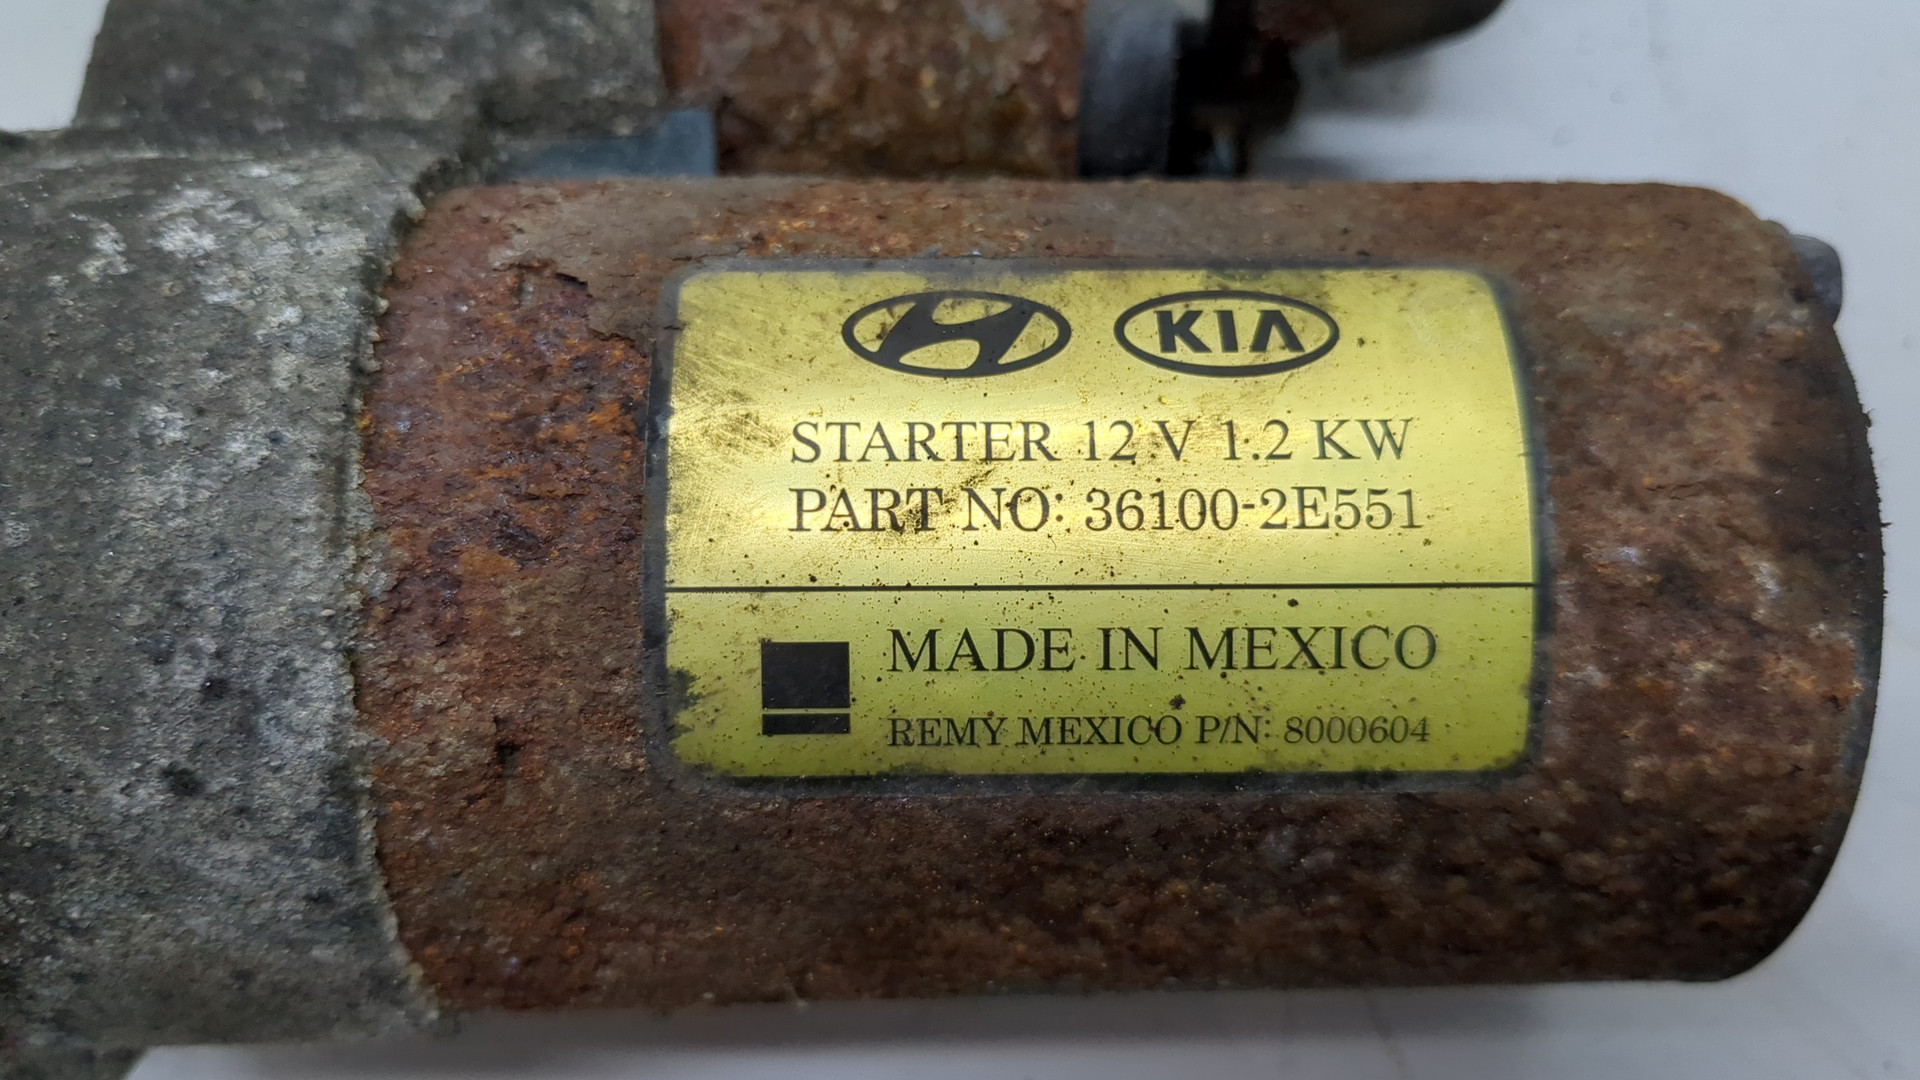 KIA
STARTER 12 V 1.2 KW
PART NO: 36100-2E551
MADE IN MEXICO
REMY MEXICO P/N: 8000604